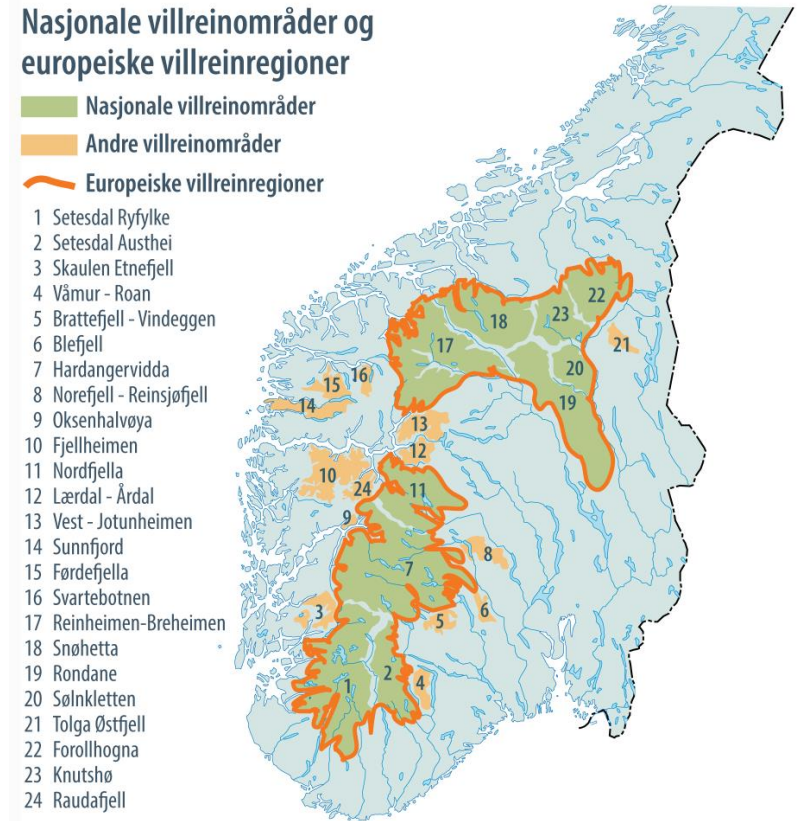 Nasjonale villreinområder og
europeiske villreinregioner
Nasjonale villreinområder
Andre villreinområder
Europeiske villreinregioner
1 Setesdal Ryfylke
2 Setesdal Austhei
3 Skaulen Etnefjell
4 Våmur - Roan
5 Brattefjell - Vindeggen
6 Blefjell
7 Hardangervidda
8 Norefjell - Reinsjøfjell
9 Oksenhalvøya
10 Fjellheimen
11 Nordfjella
12 Lærdal - Årdal
13 Vest - Jotunheimen
14 Sunnfjord
15 Førdefjella
16 Svartebotnen
17 Reinheimen-Breheimen
18 Snøhetta
19 Rondane
20 Sølnkletten
21 Tolga Østfjell
22 Forollhogna
23 Knutshø
24 Raudafjell
22
23
18
21
17
20
16
15
19
14
13
12
10
24
11
9
8
7
6
3
5
4
2
1